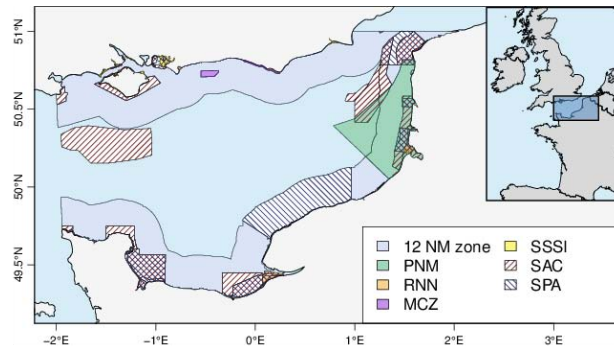 51°N
50.5°N
50°N
49.5°N
12 NM zone
PNM
RNN
MCZ
SSSI
SAC
SPA
−2°E
−1°E
0°E
1°E
2°E
3°E